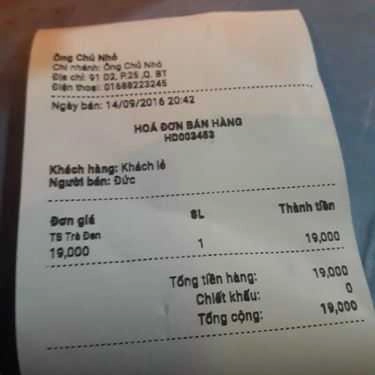 Ông Chủ Nhỏ
Chi nhánh: Ông Chủ Nhỏ
Địa chỉ: 91 D2, P.25 ,Q. BT
Điện thoại: 01688223245
Ngày bán: 14/09/2016 20:42
HOÁ ĐƠN BÁN HÀNG
HD003453
Khách hàng: Khách lẻ
Người bán: Đức
Đơn giá SL Thành tiền
TS Trà Đen
19,000 1 19,000
Tổng tiền hàng: 19,000
Chiết khấu: 0
Tổng cộng: 19,000